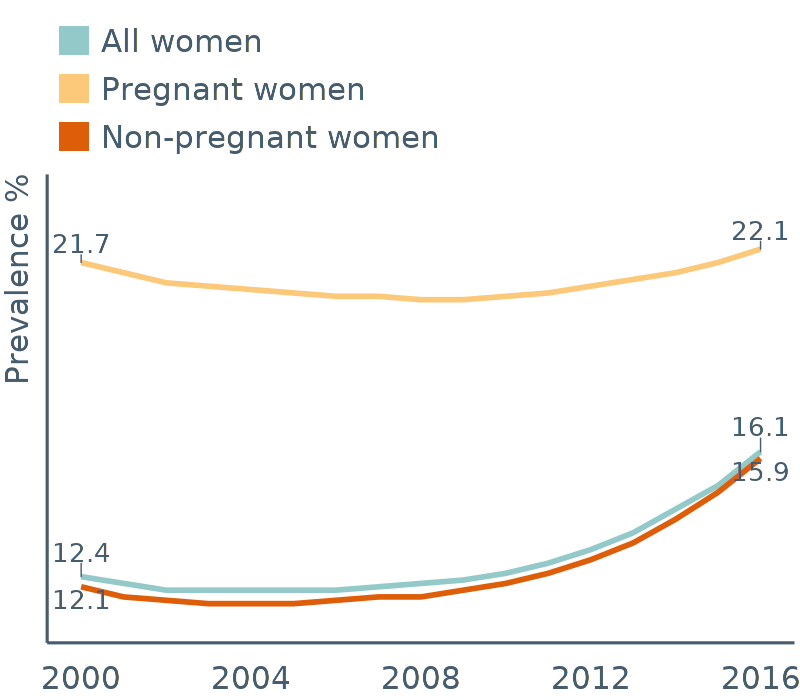 All women
Pregnant women
Non-pregnant women
Prevalence %
21.7
22.1
16.1
15.9
12.4
12.1
2000 2004 2008 2012 2016